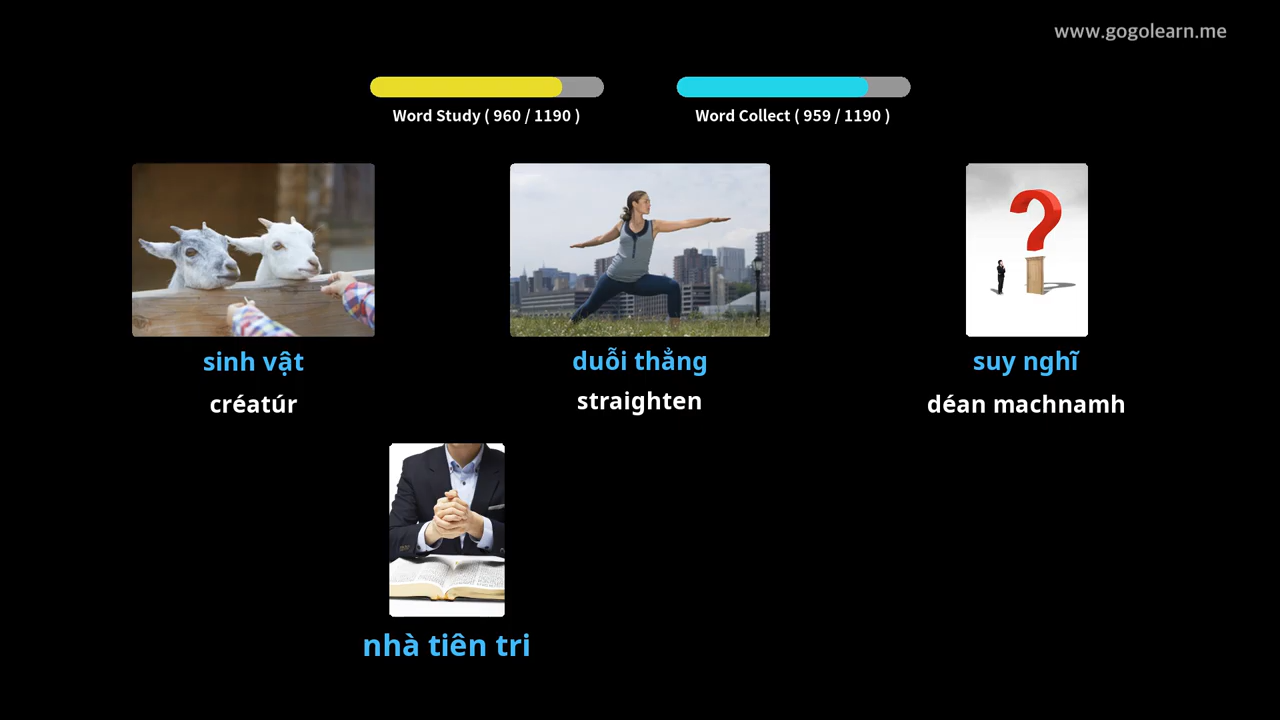 www.gogolearn.me
Word Study ( 960 / 1190 )
Word Collect ( 959 / 1190 )
sinh vật
duỗi thẳng
suy nghĩ
créatúr
straighten
déan machnamh
nhà tiên tri